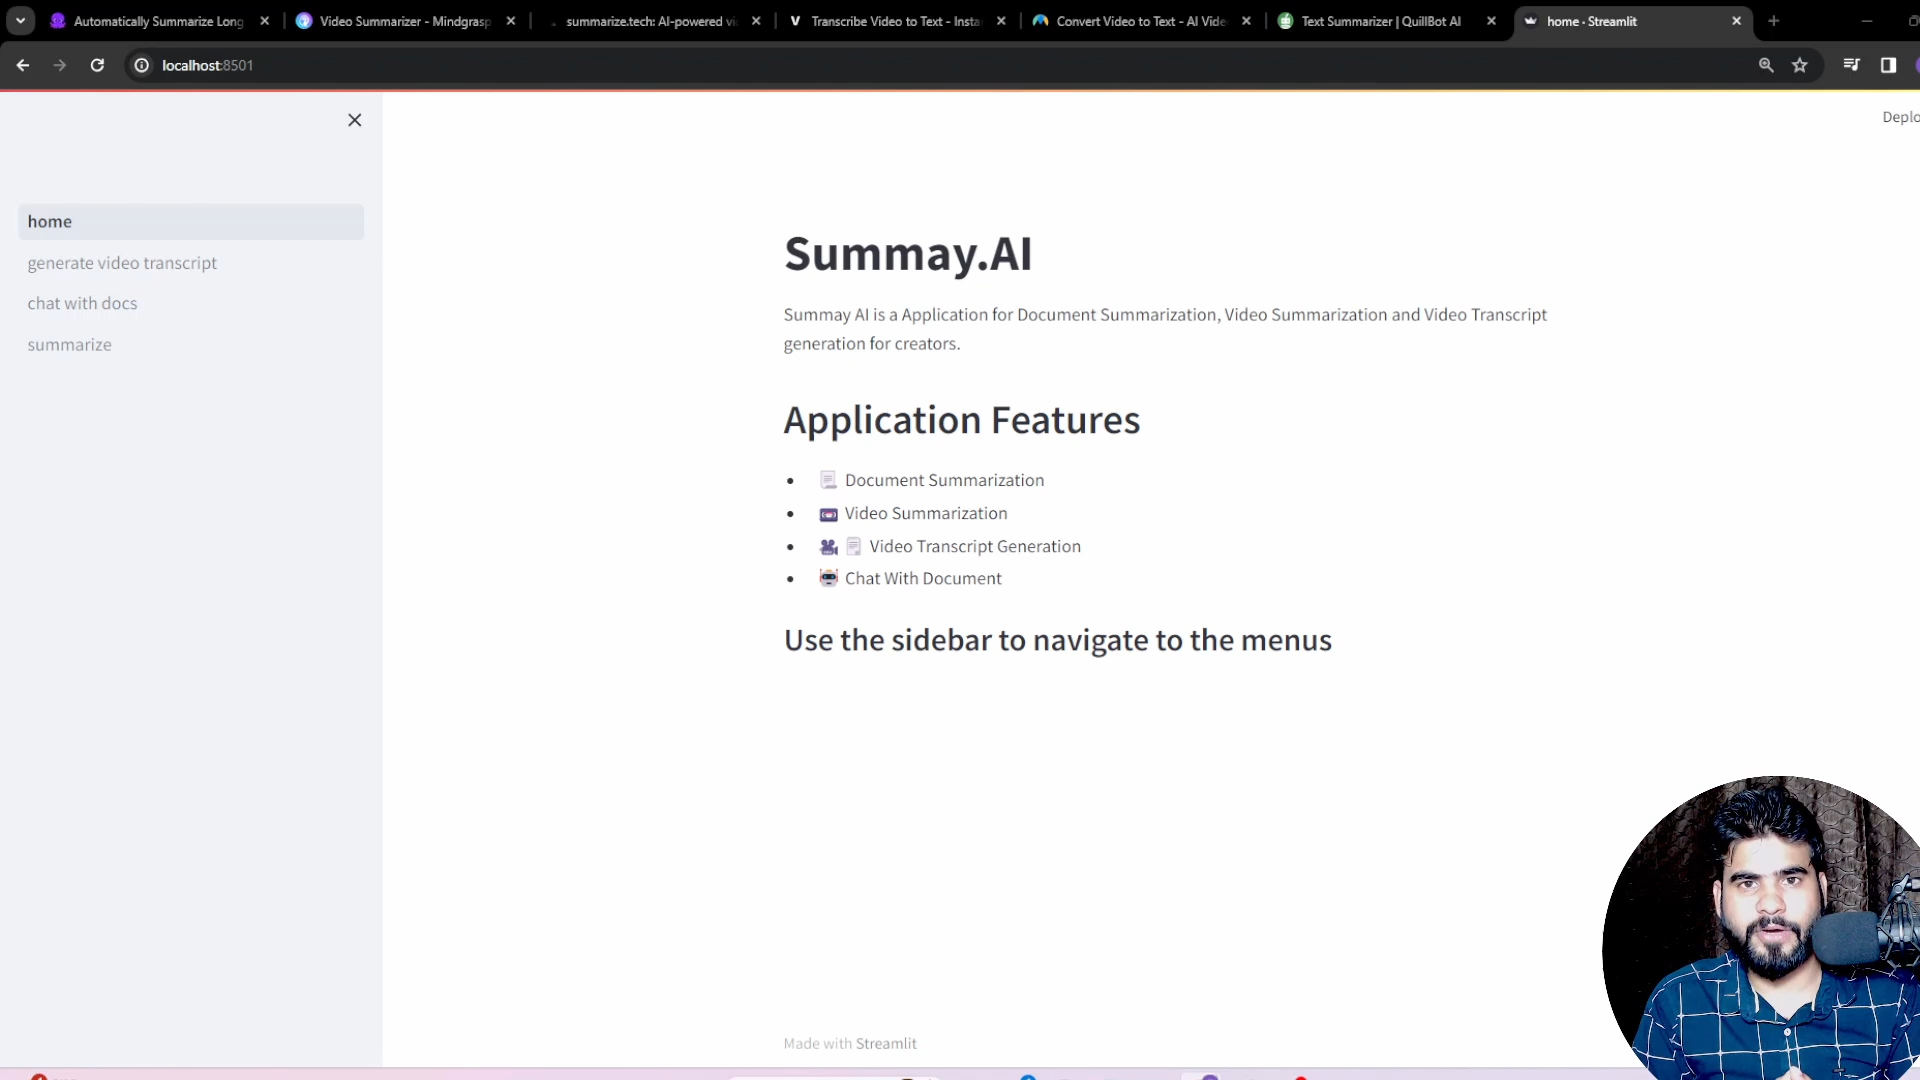 Automatically Summarize Long
Video Summarizer - Mindgrasp
summarize.tech: AI-powered vi
Transcribe Video to Text - Insta
Convert Video to Text - AI Vide
Text Summarizer | QuillBot AI
home · Streamlit
localhost:8501
Deplo
home
generate video transcript
chat with docs
summarize
Summay.AI
Summay AI is a Application for Document Summarization, Video Summarization and Video Transcript
generation for creators.
Application Features
Document Summarization
Video Summarization
Video Transcript Generation
Chat With Document
Use the sidebar to navigate to the menus
Made with Streamlit